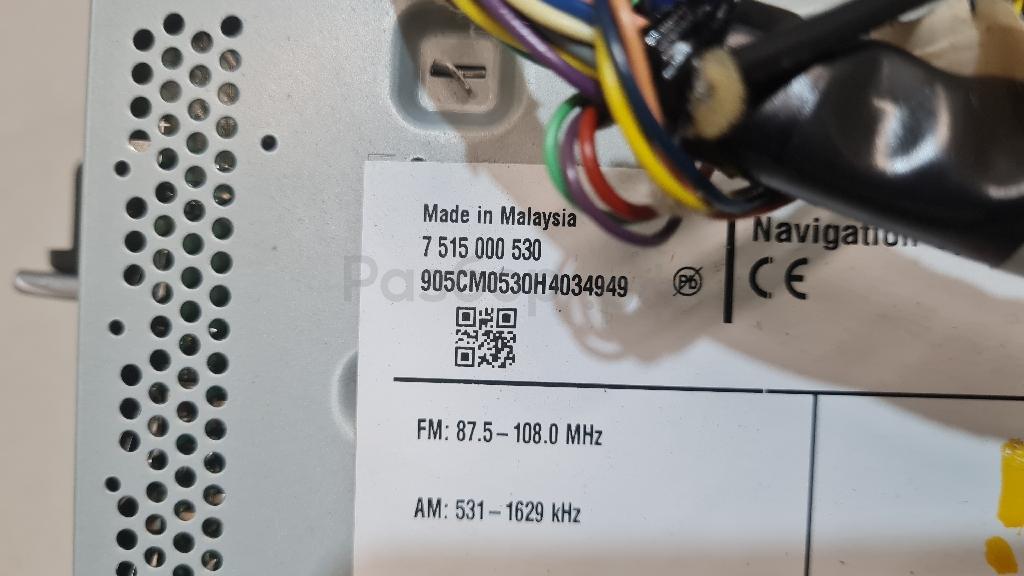 Made in Malaysia
7 515 000 530
905CM0530H4034949
Pb
Navigation
CE
FM: 87.5–108.0 MHz
AM: 531–1629 kHz